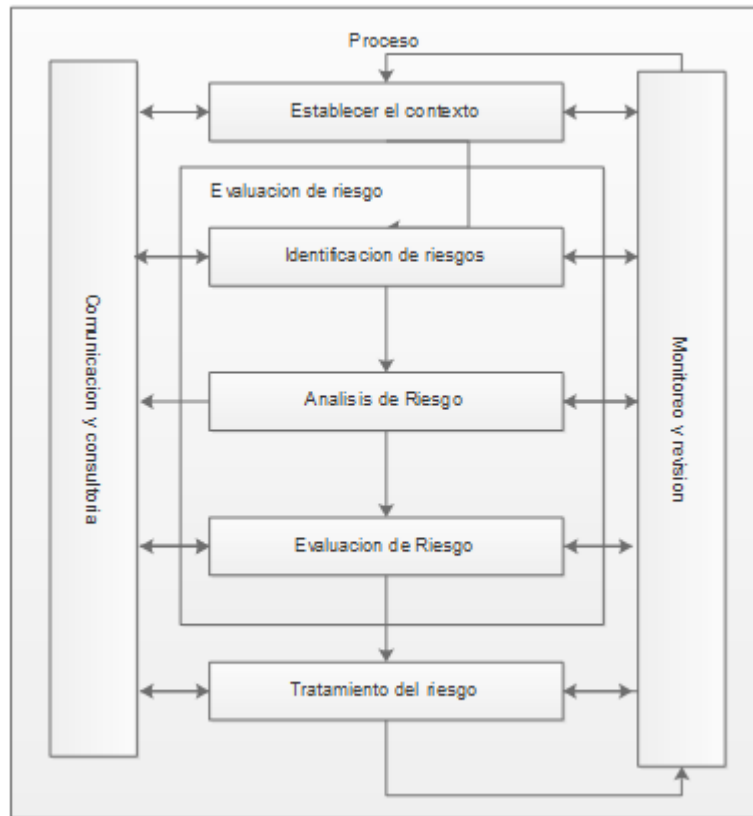 Proceso
Establecer el contexto
Evaluacion de riesgo
Identificacion de riesgos
Analisis de Riesgo
Evaluacion de Riesgo
Tratamiento del riesgo
Comunicacion y consultoria
Monitoreo y revision